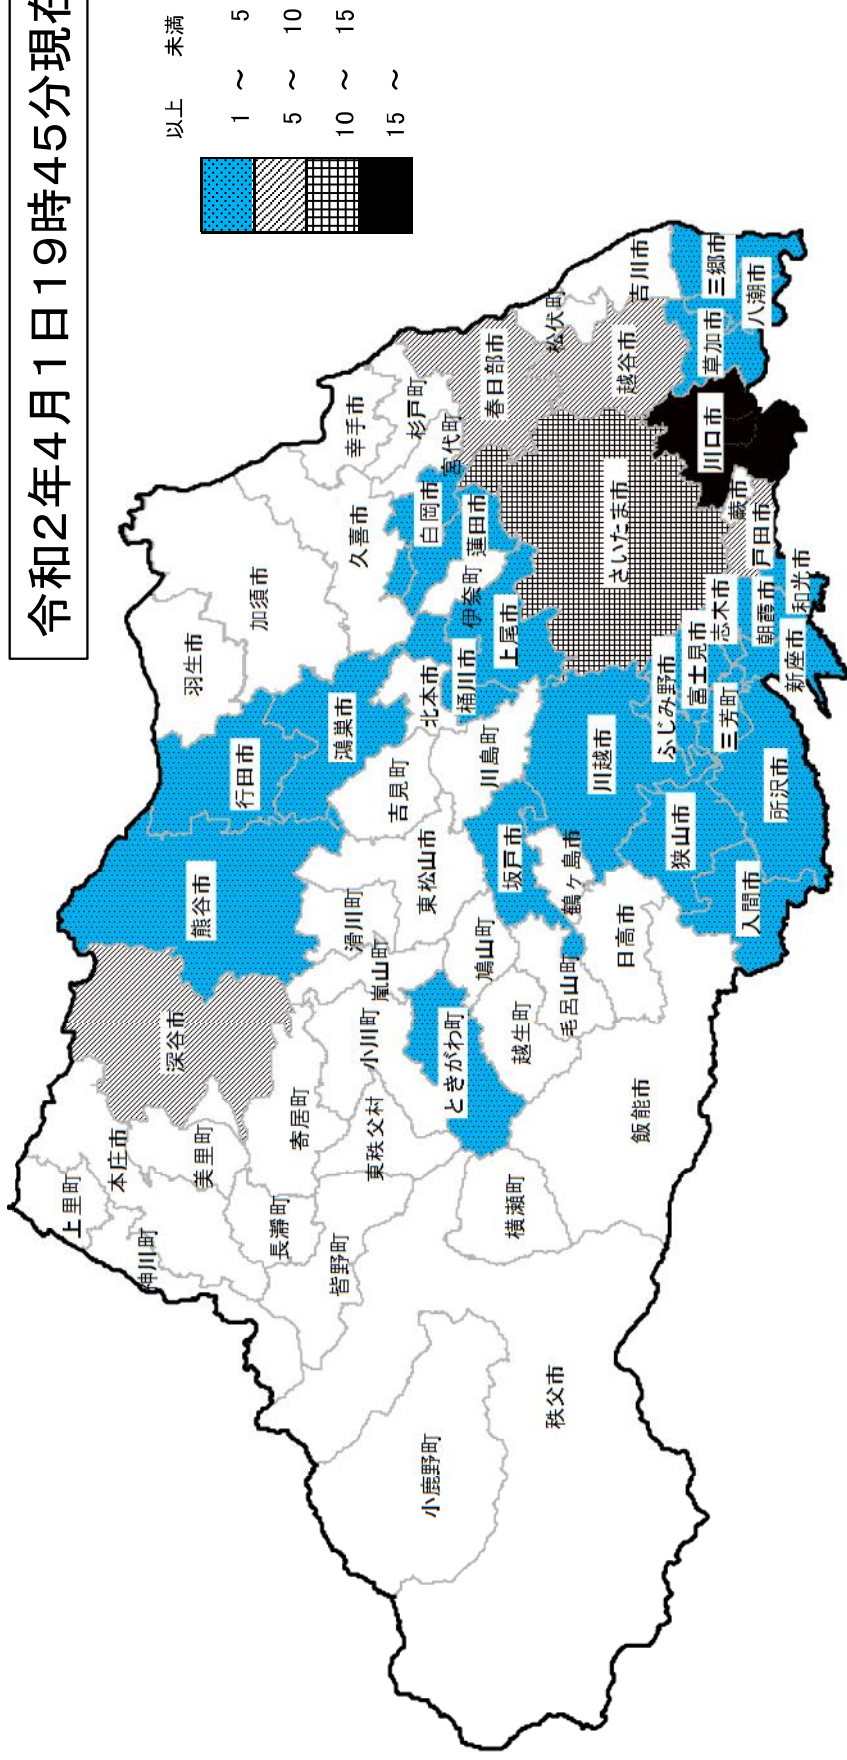 令和2年4月1日19時45分現在
以上 未満
1 ～ 5
5 ～ 10
10 ～ 15
15 ～
上里町
神川町
本庄市
美里町
深谷市
熊谷市
行田市
羽生市
加須市
長瀞町
寄居町
皆野町
東秩父村
小川町
嵐山町
滑川町
東松山市
吉見町
鴻巣市
北本市
久喜市
幸手市
杉戸町
宮代町
白岡市
蓮田市
伊奈町
桶川市
上尾市
川島町
小鹿野町
秩父市
横瀬町
ときがわ町
越生町
鳩山町
毛呂山町
坂戸市
鶴ヶ島市
日高市
飯能市
川越市
狭山市
入間市
所沢市
ふじみ野市
富士見市
三芳町
志木市
朝霞市
新座市
和光市
さいたま市
春日部市
松伏町
越谷市
吉川市
川口市
蕨市
戸田市
草加市
三郷市
八潮市